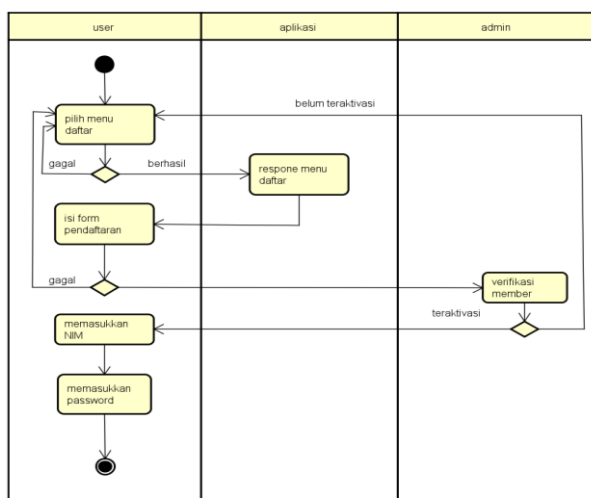 user
aplikasi
admin
belum teraktivasi
pilih menu
daftar
gagal
berhasil
respone menu
daftar
isi form
pendaftaran
gagal
verifikasi
member
teraktivasi
memasukkan
NIM
memasukkan
password